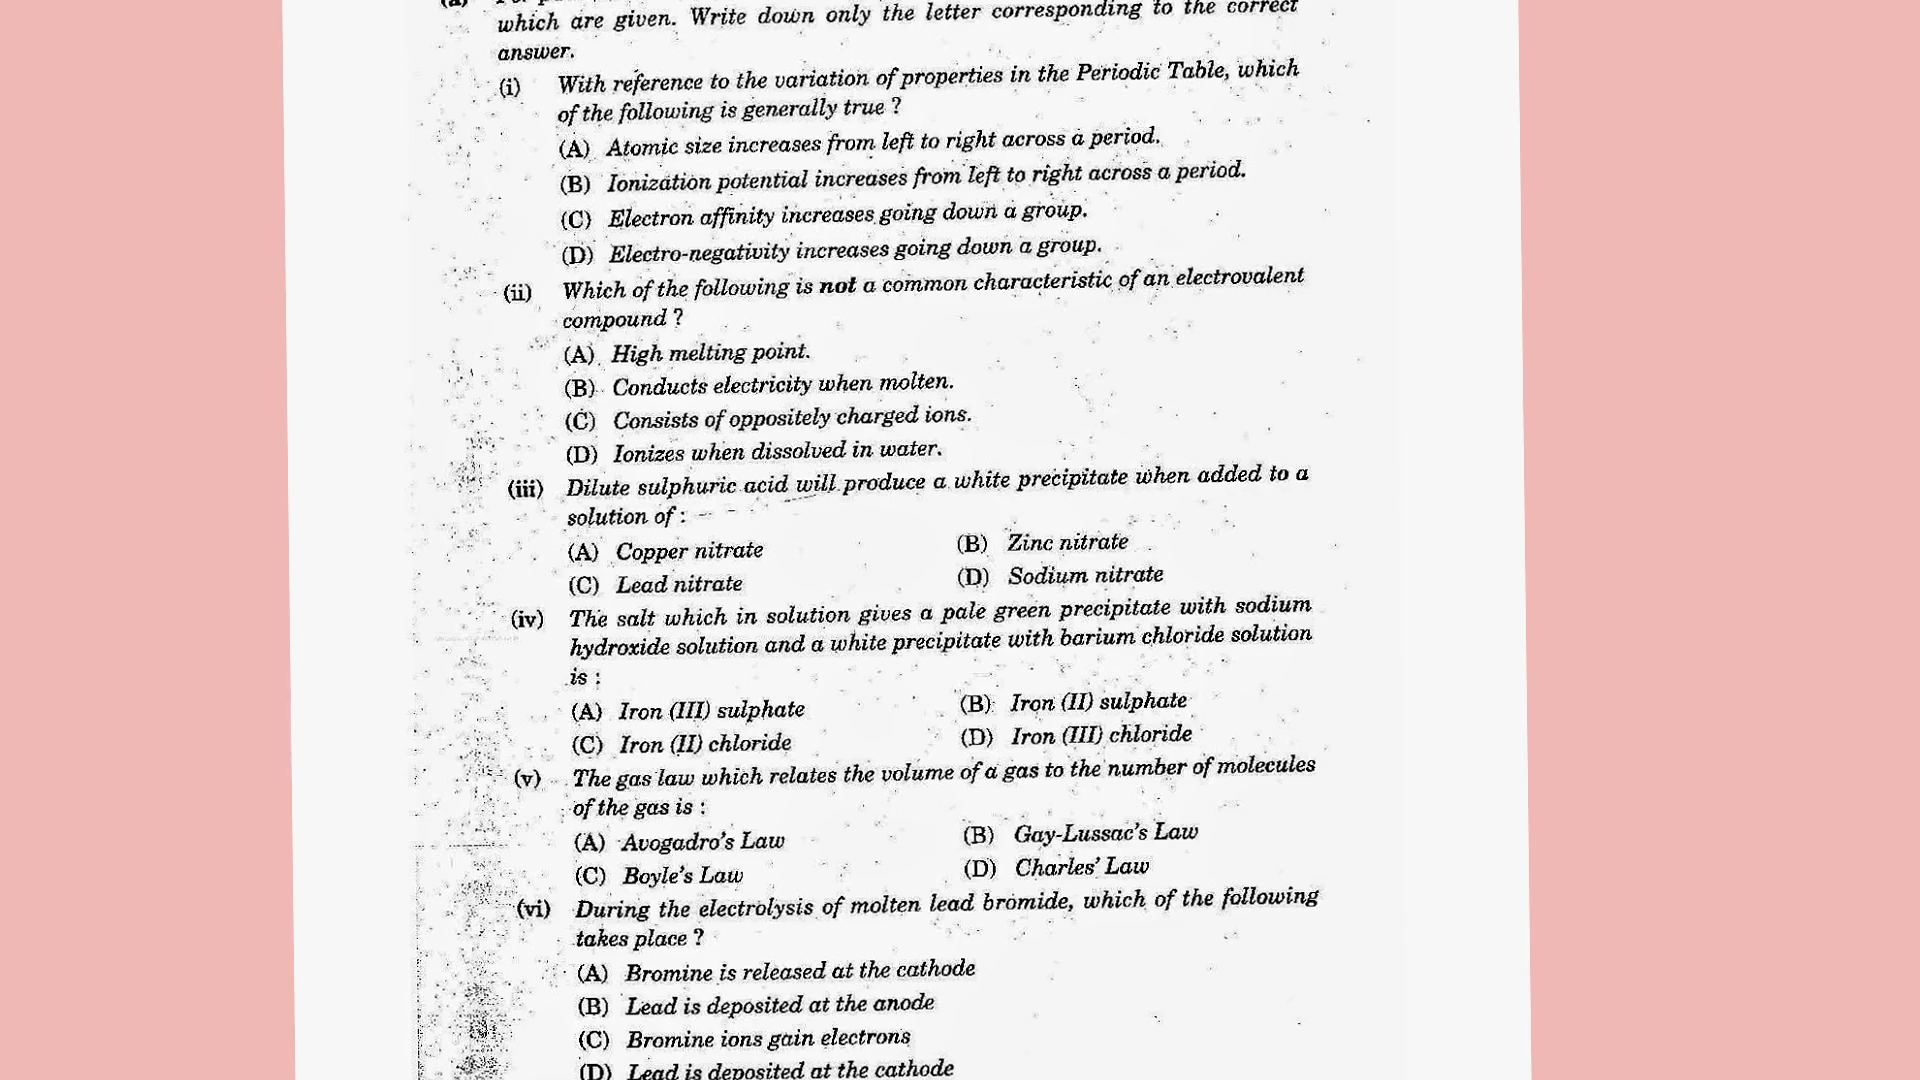 (a)
which are given. Write down only the letter corresponding to the correct
answer.
(i) With reference to the variation of properties in the Periodic Table, which
of the following is generally true ?
(A) Atomic size increases from left to right across a period.
(B) Ionization potential increases from left to right across a period.
(C) Electron affinity increases going down a group.
(D) Electro-negativity increases going down a group.
(ii) Which of the following is not a common characteristic of an electrovalent
compound ?
(A) High melting point.
(B) Conducts electricity when molten.
(C) Consists of oppositely charged ions.
(D) Ionizes when dissolved in water.
(iii) Dilute sulphuric acid will produce a white precipitate when added to a
solution of :
(A) Copper nitrate (B) Zinc nitrate
(C) Lead nitrate (D) Sodium nitrate
(iv) The salt which in solution gives a pale green precipitate with sodium
hydroxide solution and a white precipitate with barium chloride solution
is :
(A) Iron (III) sulphate (B) Iron (II) sulphate
(C) Iron (II) chloride (D) Iron (III) chloride
(v) The gas law which relates the volume of a gas to the number of molecules
of the gas is :
(A) Avogadro's Law (B) Gay-Lussac's Law
(C) Boyle's Law (D) Charles' Law
(vi) During the electrolysis of molten lead bromide, which of the following
takes place ?
(A) Bromine is released at the cathode
(B) Lead is deposited at the anode
(C) Bromine ions gain electrons
(D) Lead is deposited at the cathode